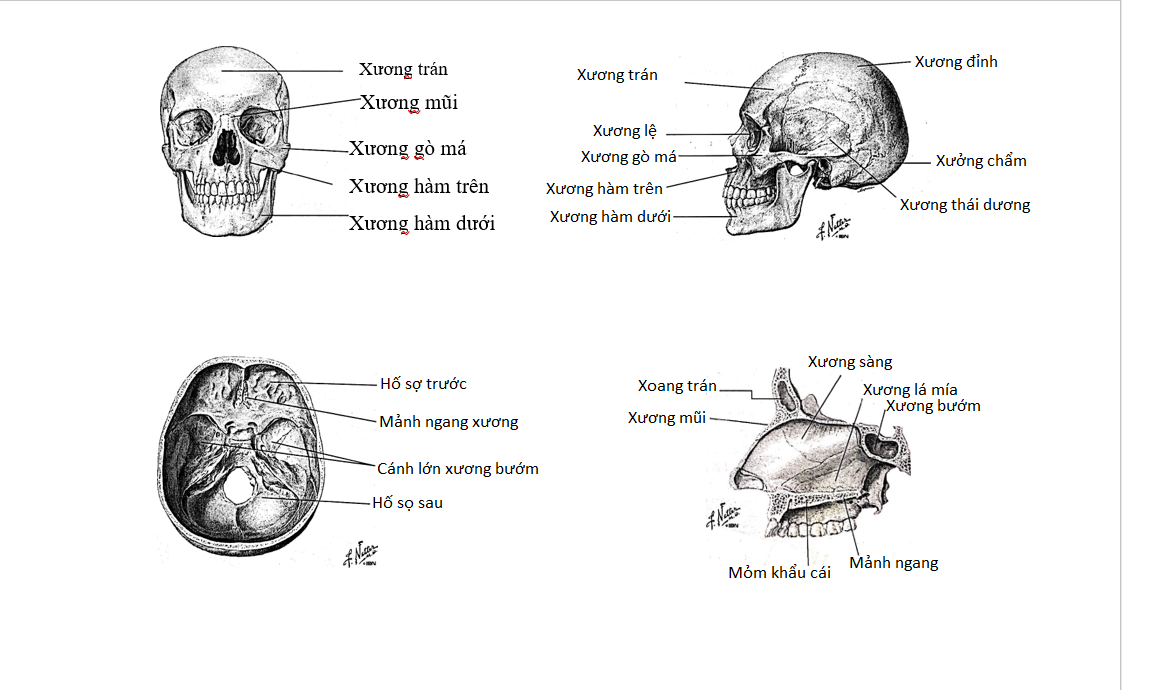 Xương trán
Xương mũi
Xương gò má
Xương hàm trên
Xương hàm dưới
Xương trán
Xương đỉnh
Xương lệ
Xương gò má
Xưởng chẩm
Xương hàm trên
Xương thái dương
Xương hàm dưới
Hố sợ trước
Mảnh ngang xương
Cánh lớn xương bướm
Hố sọ sau
Xương sàng
Xoang trán
Xương lá mía
Xương bướm
Xương mũi
Mỏm khẩu cái
Mảnh ngang